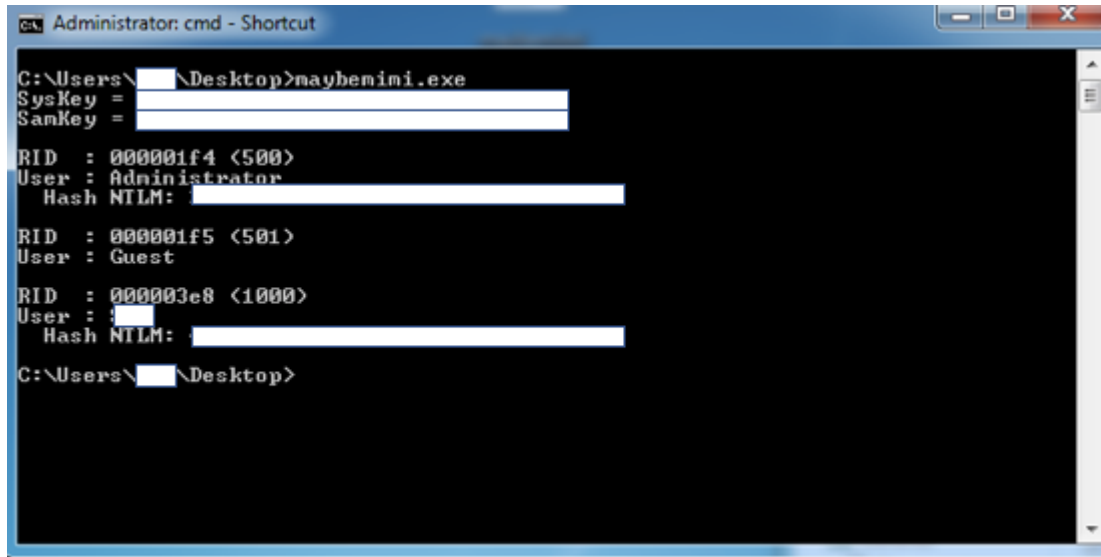 Administrator: cmd - Shortcut
C:\Users\ \Desktop>maybemimi.exe
SysKey =
SamKey =
RID : 000001f4 (500)
User : Administrator
Hash NTLM:
RID : 000001f5 (501)
User : Guest
RID : 000003e8 (1000)
User :
Hash NTLM:
C:\Users\ \Desktop>